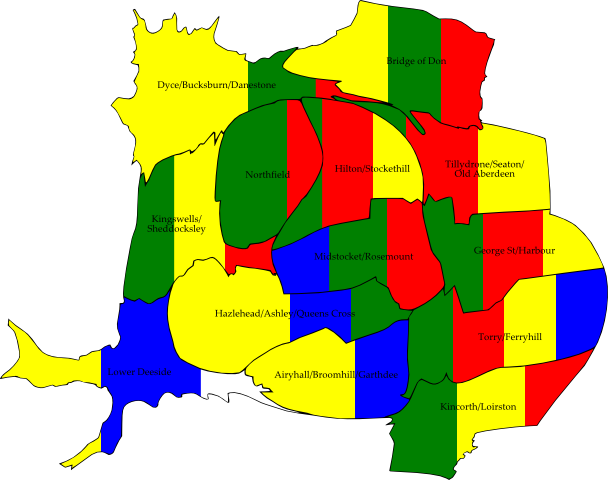 Bridge of Don
Dyce/Bucksburn/Danestone
Tillydrone/Seaton/
Old Aberdeen
Hilton/Stockethill
Northfield
Kingswells/
Sheddocksley
George St/Harbour
Midstocket/Rosemount
Hazlehead/Ashley/Queens Cross
Torry/Ferryhill
Lower Deeside
Airyhall/Broomhill/Garthdee
Kincorth/Loirston